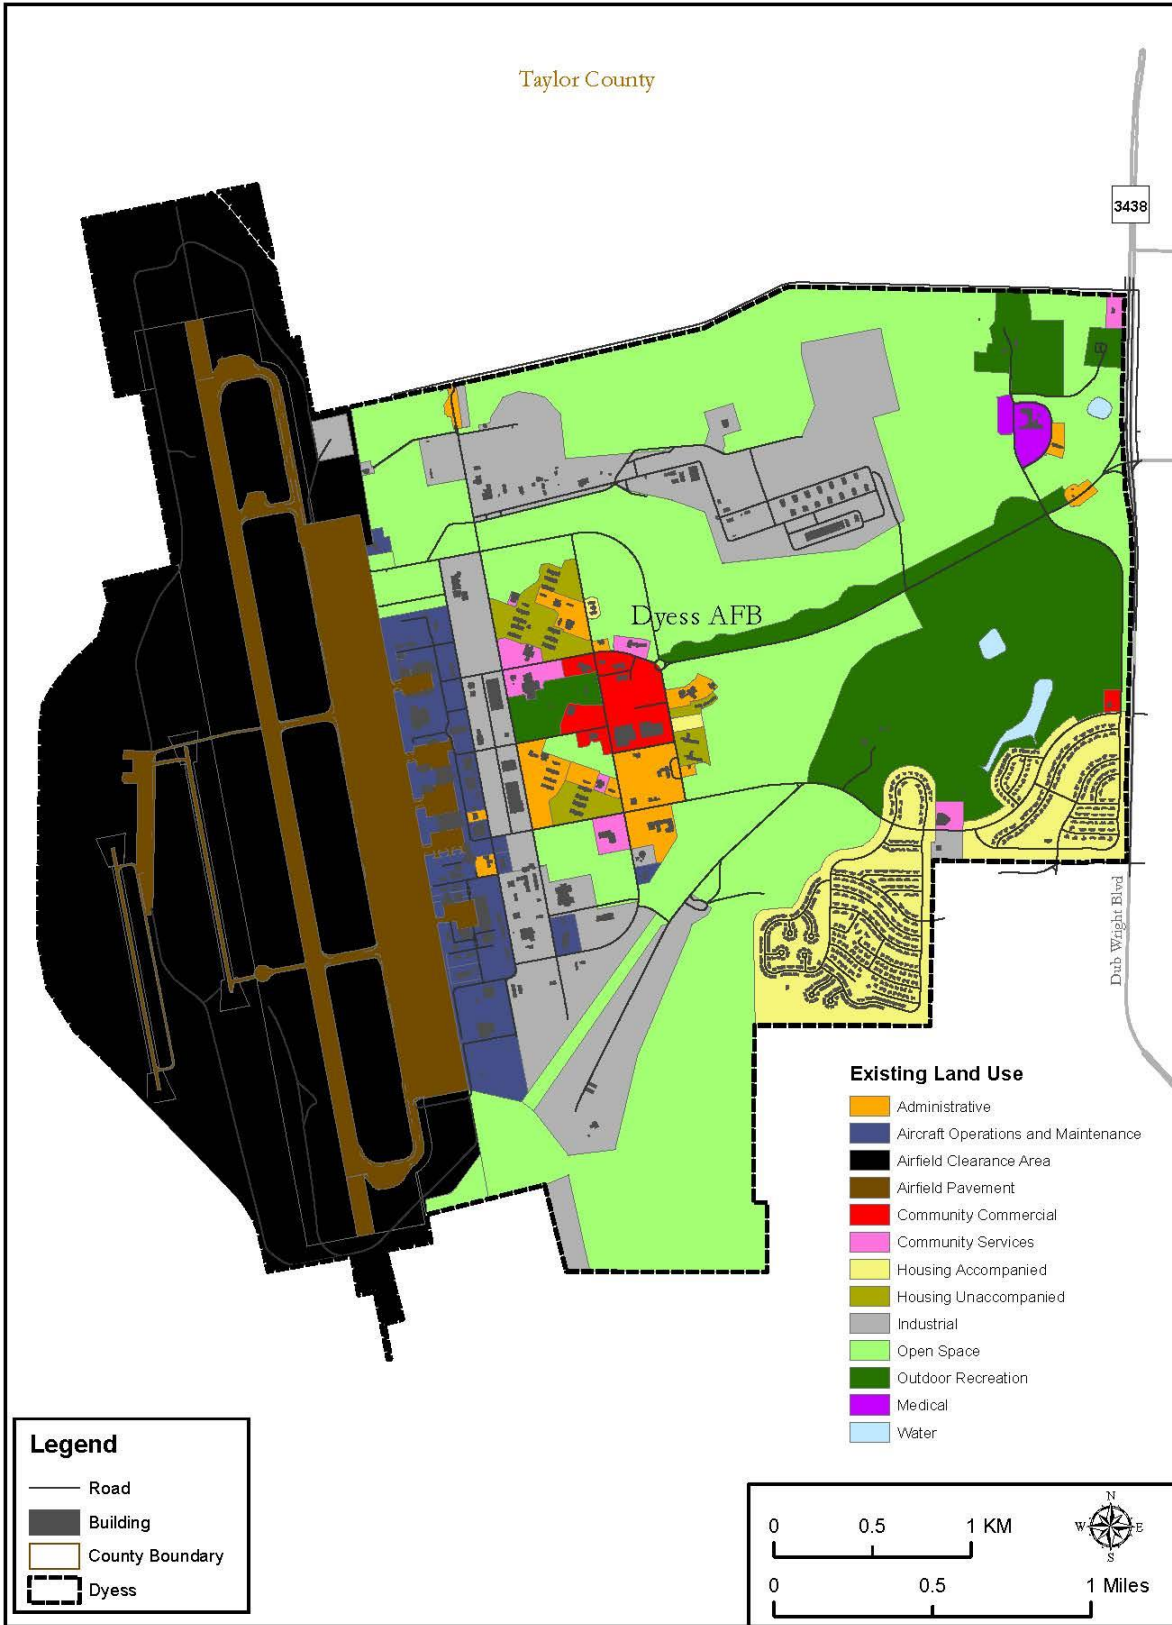 Taylor County
3438
Dyess AFB
Dub Wright Blvd
Existing Land Use
Administrative
Aircraft Operations and Maintenance
Airfield Clearance Area
Airfield Pavement
Community Commercial
Community Services
Housing Accompanied
Housing Unaccompanied
Industrial
Open Space
Outdoor Recreation
Medical
Water
Legend
Road
Building
County Boundary
Dyess
0 0.5 1 KM
0 0.5 1 Miles
N
W E
S